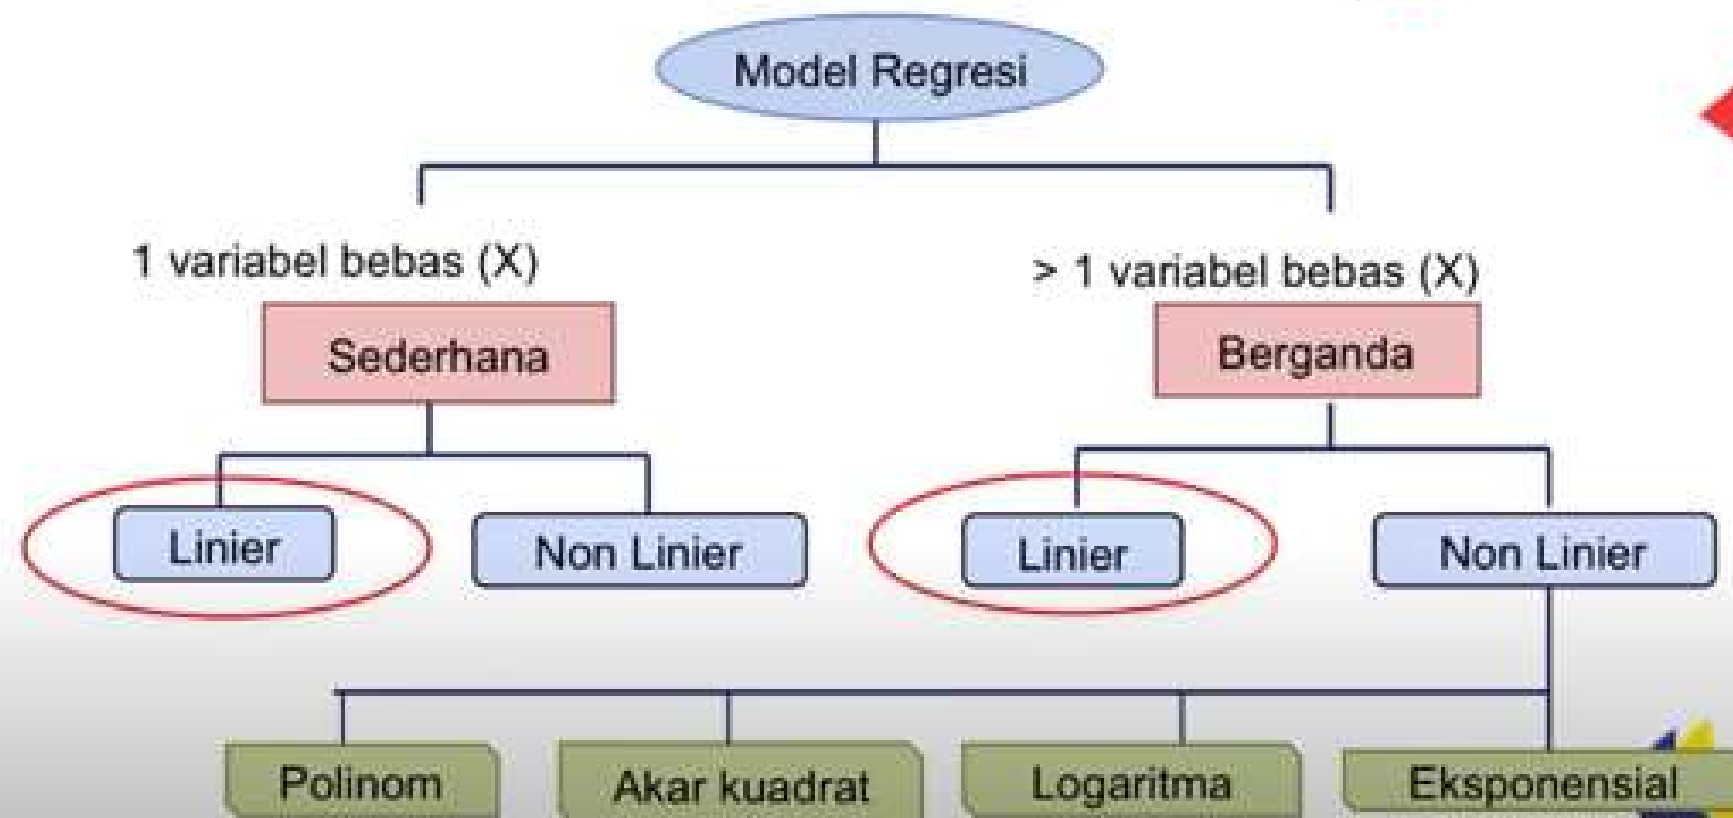 Model Regresi
1 variabel bebas (X)
> 1 variabel bebas (X)
Sederhana
Berganda
Linier
Non Linier
Linier
Non Linier
Polinom
Akar kuadrat
Logaritma
Eksponensial